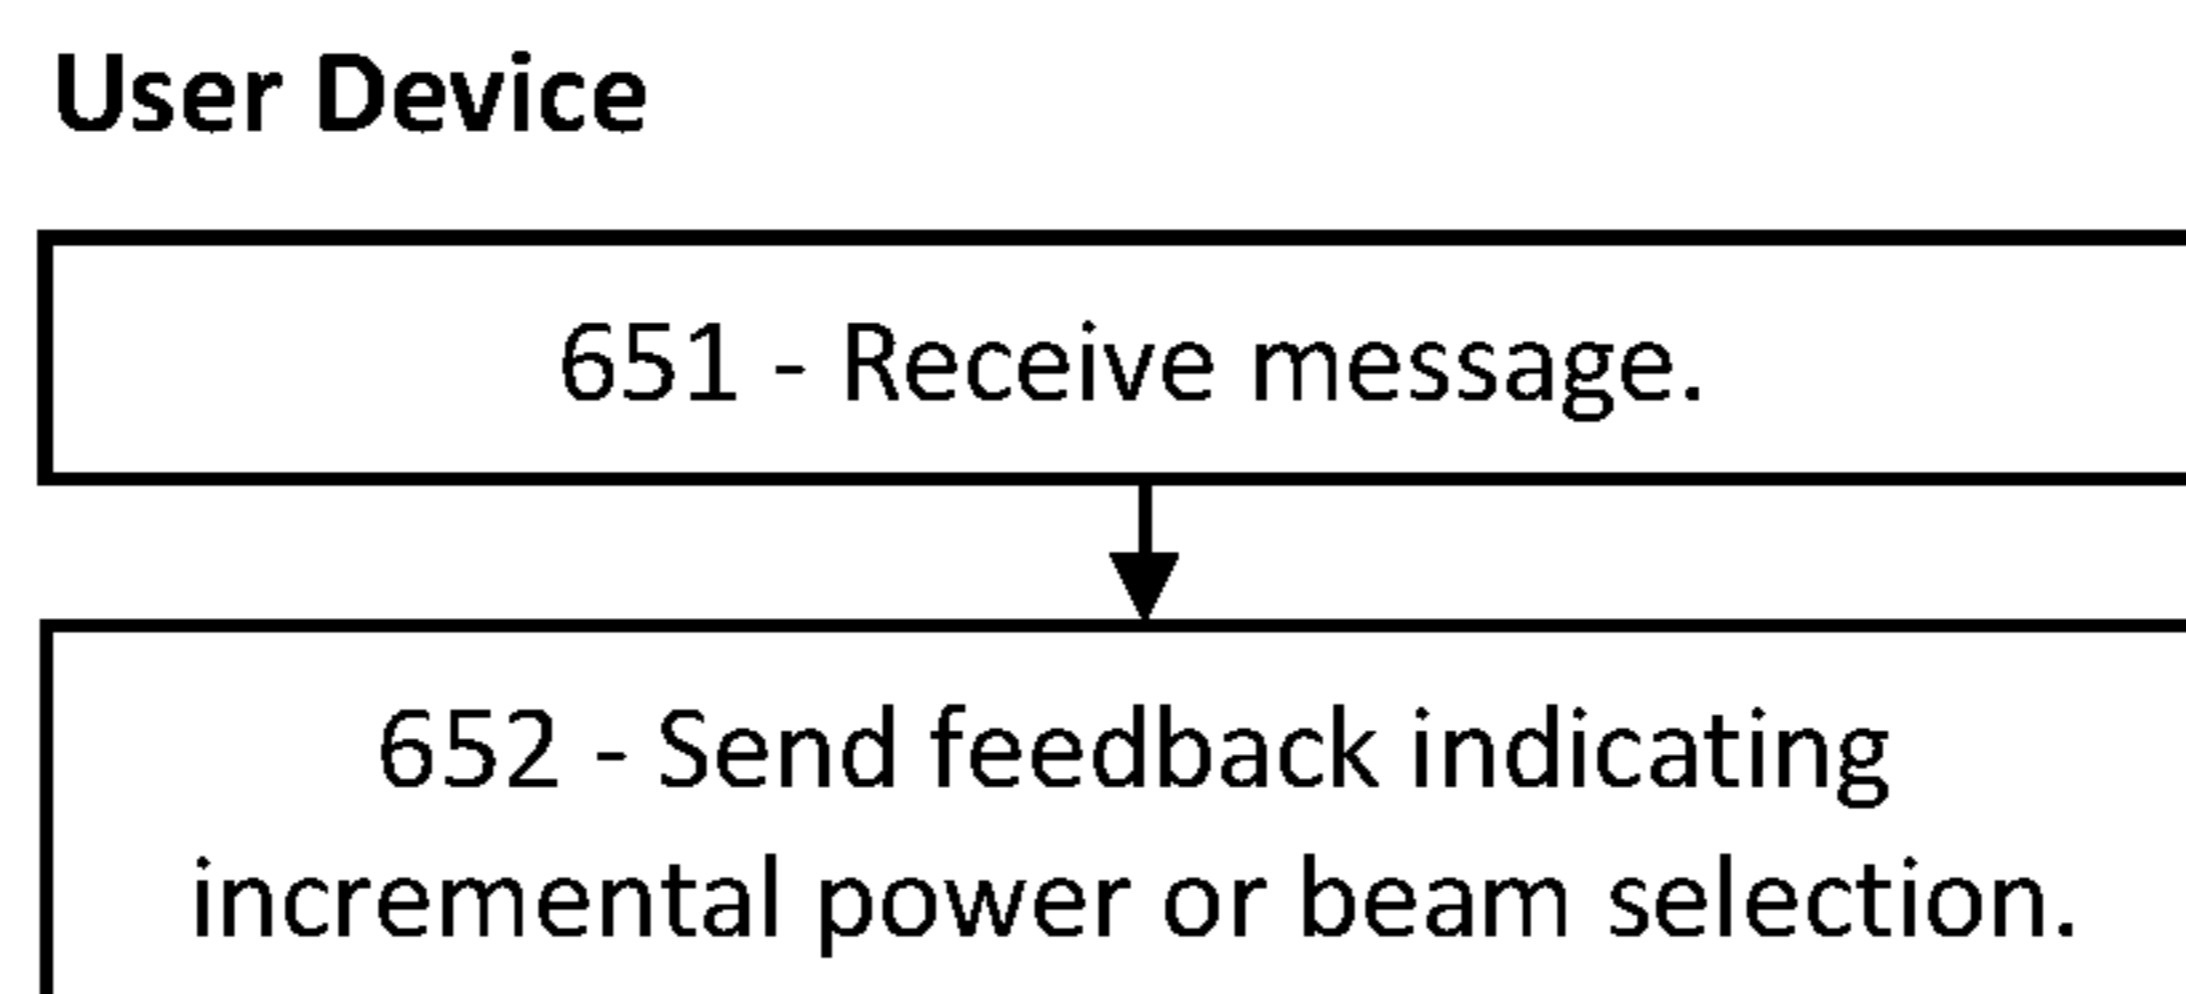 User Device
651 - Receive message.
652 - Send feedback indicating
incremental power or beam selection.